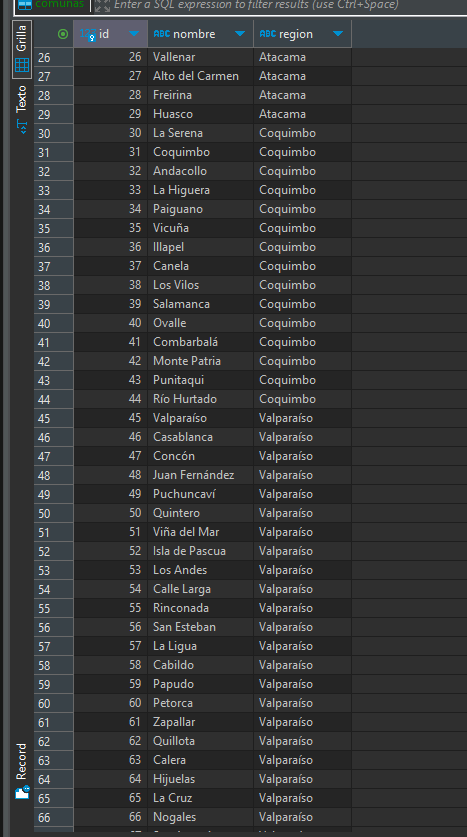 comunas Enter a SQL expression to filter results (use Ctrl+Space)
Grilla
Texto
Record
id nombre region
26 26 Vallenar Atacama
27 27 Alto del Carmen Atacama
28 28 Freirina Atacama
29 29 Huasco Atacama
30 30 La Serena Coquimbo
31 31 Coquimbo Coquimbo
32 32 Andacollo Coquimbo
33 33 La Higuera Coquimbo
34 34 Paiguano Coquimbo
35 35 Vicuña Coquimbo
36 36 Illapel Coquimbo
37 37 Canela Coquimbo
38 38 Los Vilos Coquimbo
39 39 Salamanca Coquimbo
40 40 Ovalle Coquimbo
41 41 Combarbalá Coquimbo
42 42 Monte Patria Coquimbo
43 43 Punitaqui Coquimbo
44 44 Río Hurtado Coquimbo
45 45 Valparaíso Valparaíso
46 46 Casablanca Valparaíso
47 47 Concón Valparaíso
48 48 Juan Fernández Valparaíso
49 49 Puchuncaví Valparaíso
50 50 Quintero Valparaíso
51 51 Viña del Mar Valparaíso
52 52 Isla de Pascua Valparaíso
53 53 Los Andes Valparaíso
54 54 Calle Larga Valparaíso
55 55 Rinconada Valparaíso
56 56 San Esteban Valparaíso
57 57 La Ligua Valparaíso
58 58 Cabildo Valparaíso
59 59 Papudo Valparaíso
60 60 Petorca Valparaíso
61 61 Zapallar Valparaíso
62 62 Quillota Valparaíso
63 63 Calera Valparaíso
64 64 Hijuelas Valparaíso
65 65 La Cruz Valparaíso
66 66 Nogales Valparaíso